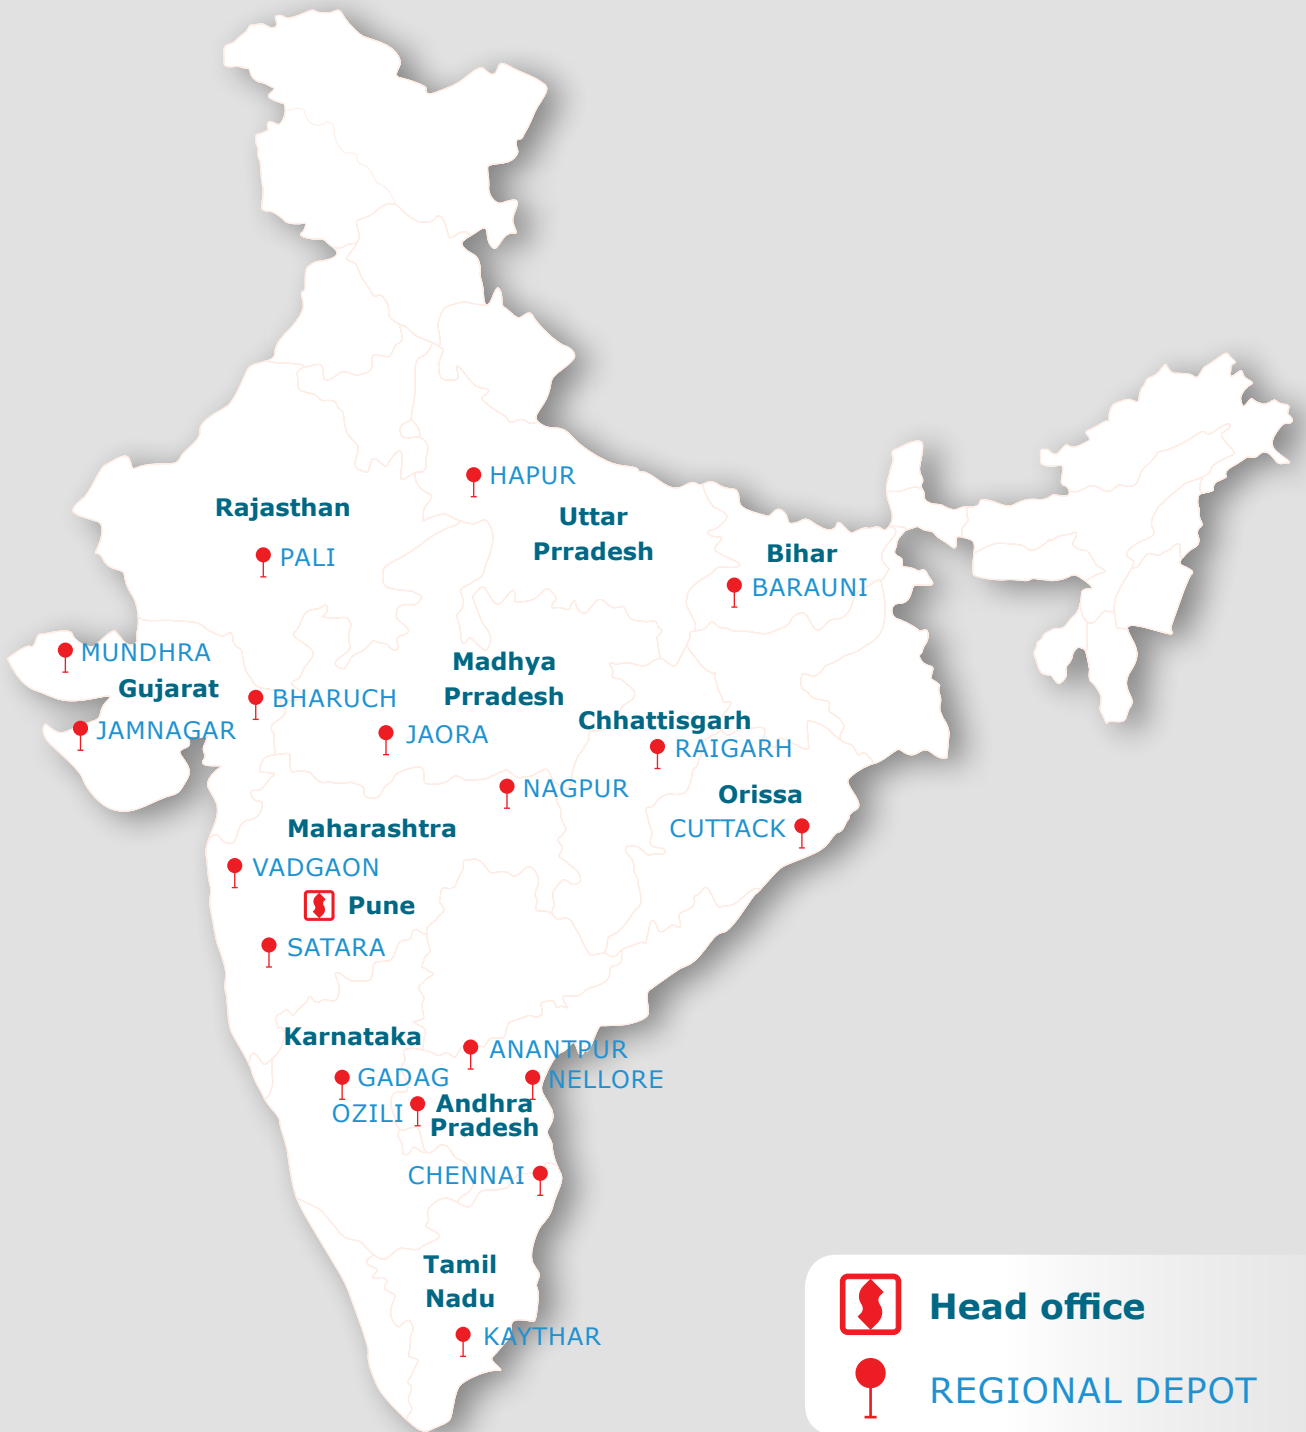 HAPUR
Rajasthan
Uttar
Prradesh
PALI
Bihar
BARAUNI
MUNDHRA
Gujarat
BHARUCH
JAMNAGAR
Madhya
Prradesh
JAORA
Chhattisgarh
RAIGARH
NAGPUR
Orissa
CUTTACK
Maharashtra
VADGAON
Pune
SATARA
Karnataka
ANANTPUR
GADAG
NELLORE
OZILI
Andhra
Pradesh
CHENNAI
Tamil
Nadu
KAYTHAR
Head office
REGIONAL DEPOT